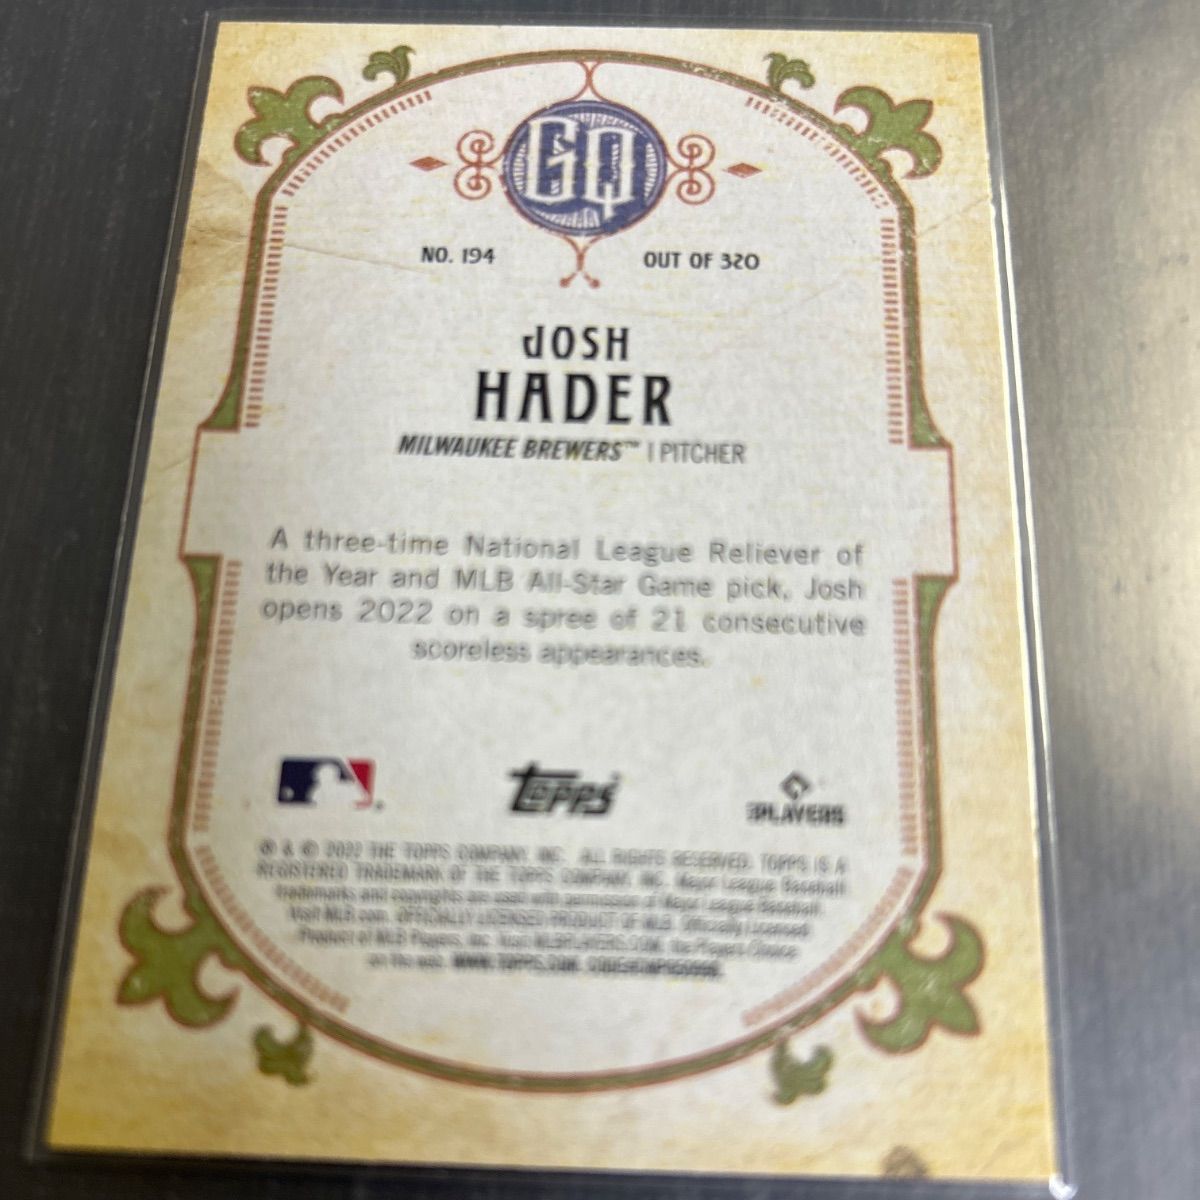 GQ
NO. 194 OUT OF 320
JOSH
HADER
MILWAUKEE BREWERS™ | PITCHER
A three-time National League Reliever of
the Year and MLB All-Star Game pick, Josh
opens 2022 on a spree of 21 consecutive
scoreless appearances.
Topps
PLAYERS
® & © 2022 THE TOPPS COMPANY, INC. ALL RIGHTS RESERVED. TOPPS IS A
REGISTERED TRADEMARK OF THE TOPPS COMPANY, INC. Major League Baseball
trademarks and copyrights are used with permission of Major League Baseball.
Visit MLB.com. OFFICIALLY LICENSED PRODUCT OF MLB Officially Licensed
Product of MLB Players, Inc. Visit MLBPLAYERS.COM, the Players Choice
on the web. WWW.TOPPS.COM.